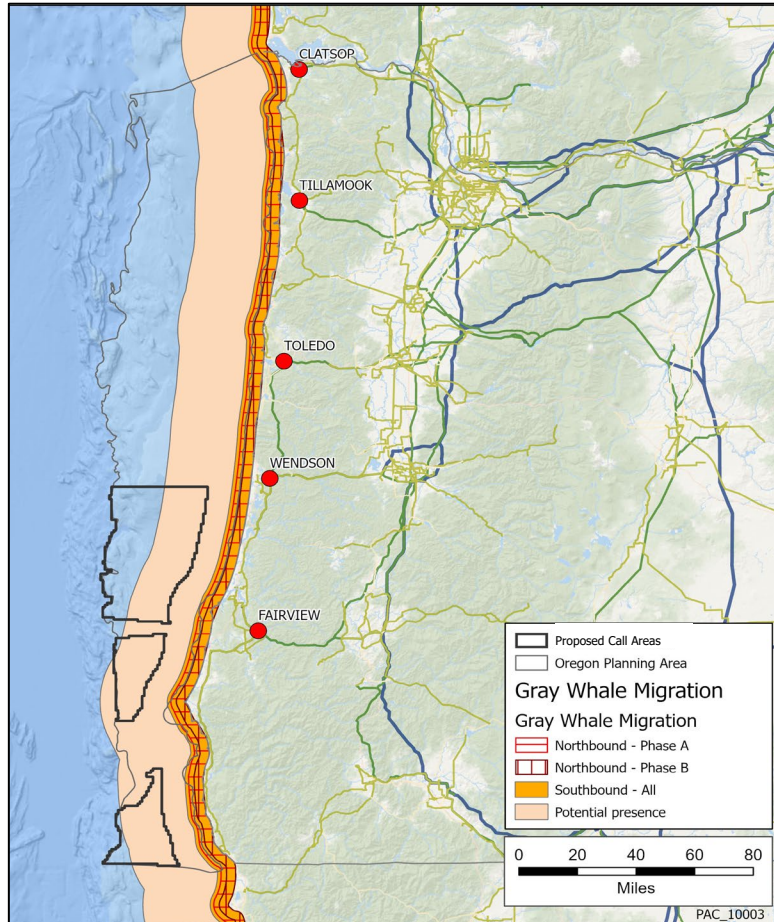 CLATSOP
TILLAMOOK
TOLEDO
WENDSON
FAIRVIEW
Proposed Call Areas
Oregon Planning Area
Gray Whale Migration
Gray Whale Migration
Northbound - Phase A
Northbound - Phase B
Southbound - All
Potential presence
0 20 40 60 80
Miles
PAC_10003